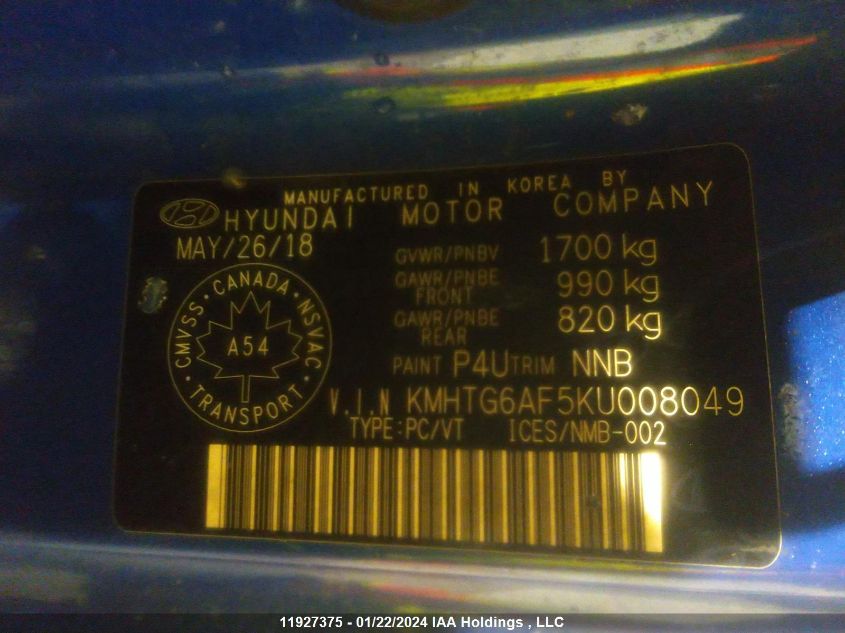 MANUFACTURED IN KOREA BY
HYUNDAI MOTOR COMPANY
MAY/26/18
GVWR/PNBV 1700 kg
GAWR/PNBE FRONT 990 kg
GAWR/PNBE REAR 820 kg
PAINT P4U TRIM NNB
CMVSS · CANADA · NSVAC · TRANSPORT ·
A54
V.I.N KMHTG6AF5KU008049
TYPE:PC/VT ICES/NMB-002
11927375 - 01/22/2024 IAA Holdings , LLC